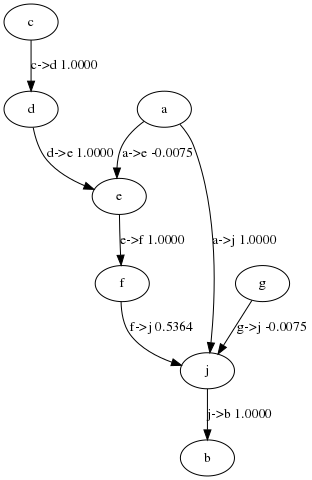 c
c->d 1.0000
d
a
d->e 1.0000
a->e -0.0075
e
e->f 1.0000
a->j 1.0000
f
g
f->j 0.5364
g->j -0.0075
j
j->b 1.0000
b